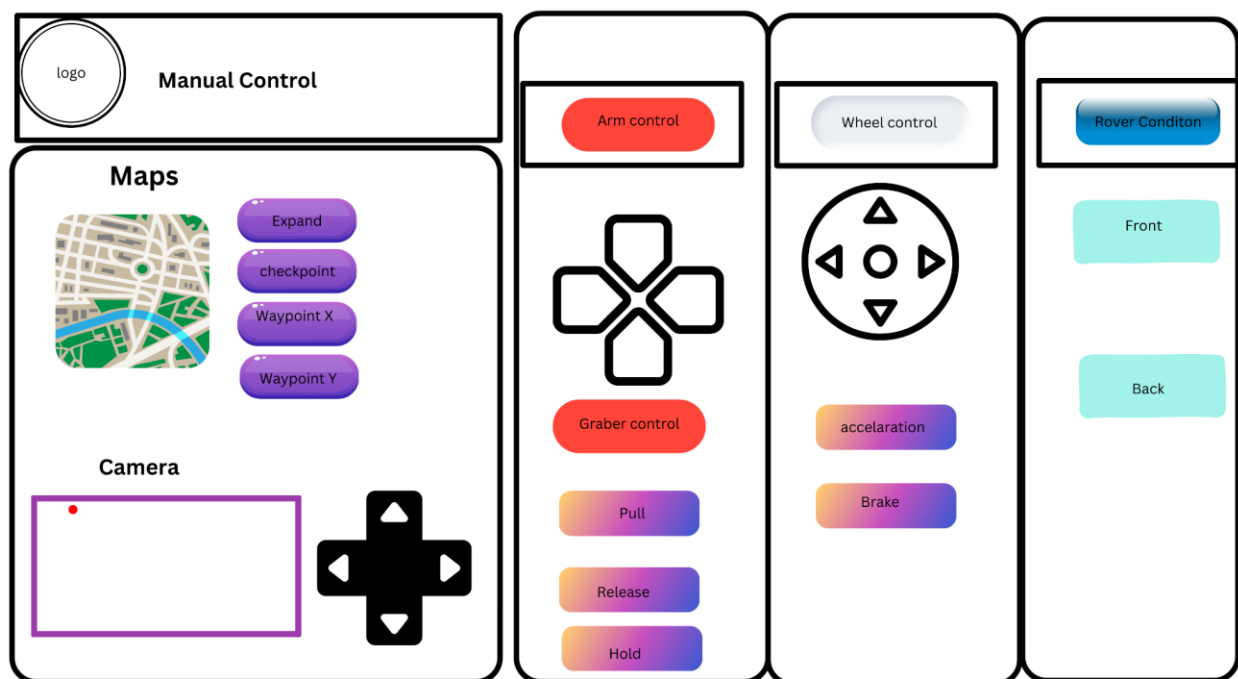 logo
Manual Control
Maps
Expand
checkpoint
Waypoint X
Waypoint Y
Camera
Arm control
Graber control
Pull
Release
Hold
Wheel control
accelaration
Brake
Rover Conditon
Front
Back